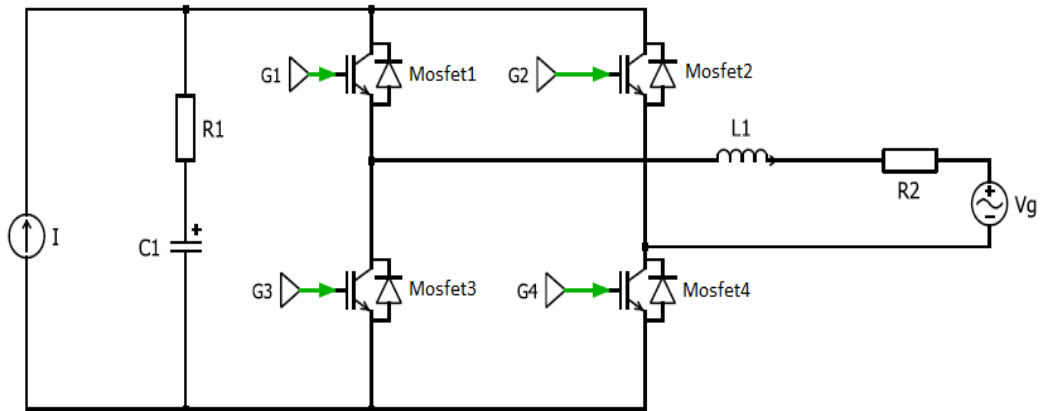 G1
Mosfet1
G2
Mosfet2
R1
L1
R2
Vg
I
C1
G3
Mosfet3
G4
Mosfet4